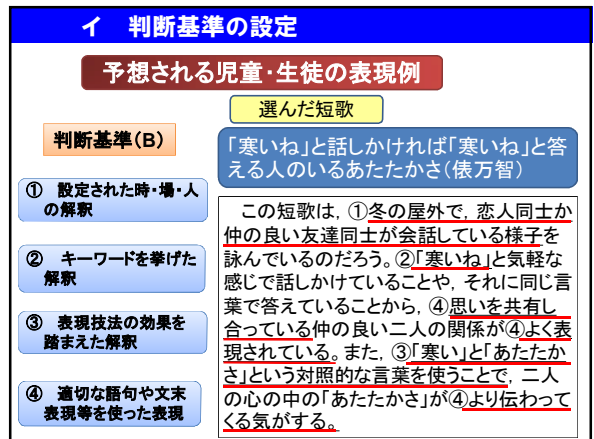 イ 判断基準の設定
予想される児童・生徒の表現例
選んだ短歌
判断基準(B)
「寒いね」と話しかければ「寒いね」と答
える人のいるあたたかさ(俵万智)
① 設定された時・場・人
の解釈
② キーワードを挙げた
解釈
③ 表現技法の効果を
踏まえた解釈
④ 適切な語句や文末
表現等を使った表現
この短歌は，①冬の屋外で，恋人同士か
仲の良い友達同士が会話している様子を
詠んでいるのだろう。②「寒いね」と気軽な
感じで話しかけていることや，それに同じ言
葉で答えていることから，④思いを共有し
合っている仲の良い二人の関係が④よく表
現されている。また，③「寒い」と「あたたか
さ」という対照的な言葉を使うことで，二人
の心の中の「あたたかさ」が④より伝わって
くる気がする。